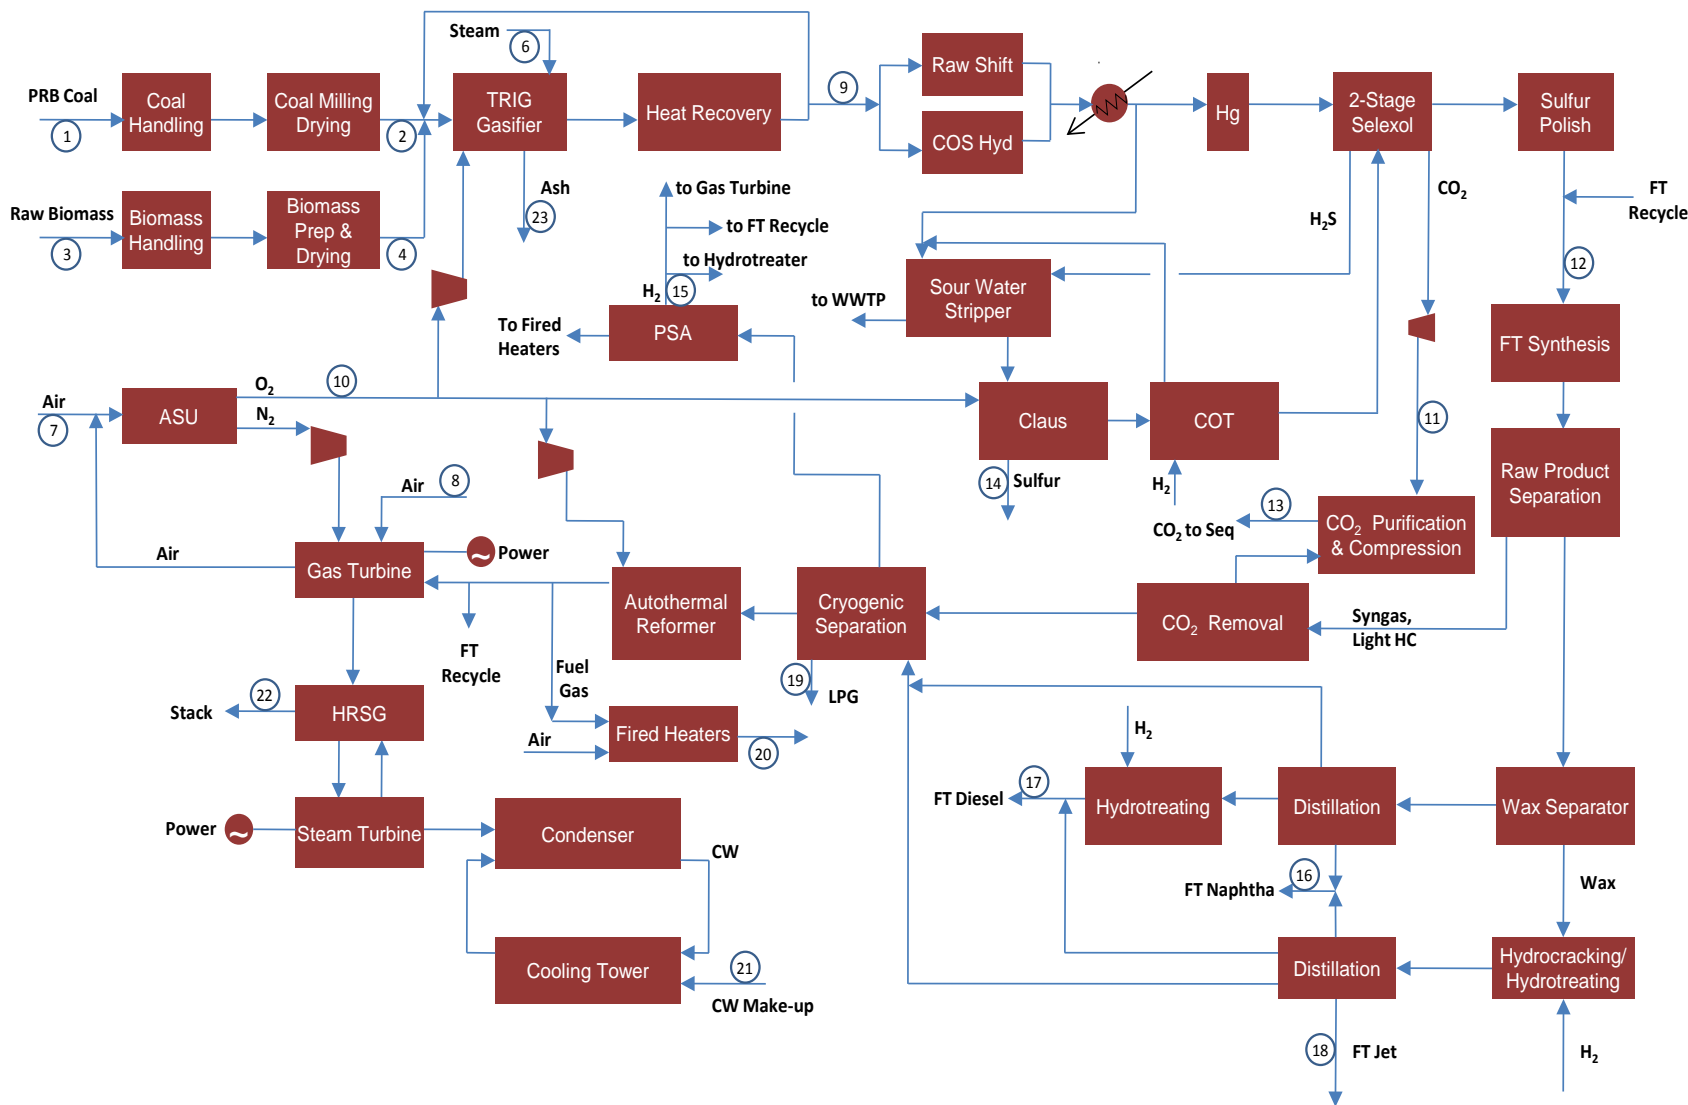 Steam
6
PRB Coal
1
Coal
Handling
Coal Milling
Drying
2
TRIG
Gasifier
Heat Recovery
9
Raw Shift
COS Hyd
Hg
2-Stage
Selexol
Sulfur
Polish
Raw Biomass
3
Biomass
Handling
Biomass
Prep &
Drying
4
Ash
23
to Gas Turbine
to FT Recycle
to Hydrotreater
H2
15
PSA
To Fired
Heaters
to WWTP
Sour Water
Stripper
H2S
CO2
FT
Recycle
12
FT Synthesis
Air
7
ASU
O2
10
N2
Claus
COT
11
14
Sulfur
H2
Raw Product
Separation
Air
8
Air
Gas Turbine
Power
13
CO2 to Seq
CO2 Purification
& Compression
Autothermal
Reformer
Cryogenic
Separation
CO2 Removal
Syngas,
Light HC
FT
Recycle
Fuel
Gas
19
LPG
Stack
22
HRSG
Air
Fired Heaters
20
H2
17
FT Diesel
Hydrotreating
Distillation
Wax Separator
Power
Steam Turbine
Condenser
CW
16
FT Naphtha
Wax
Cooling Tower
21
CW Make-up
Distillation
Hydrocracking/
Hydrotreating
18
FT Jet
H2